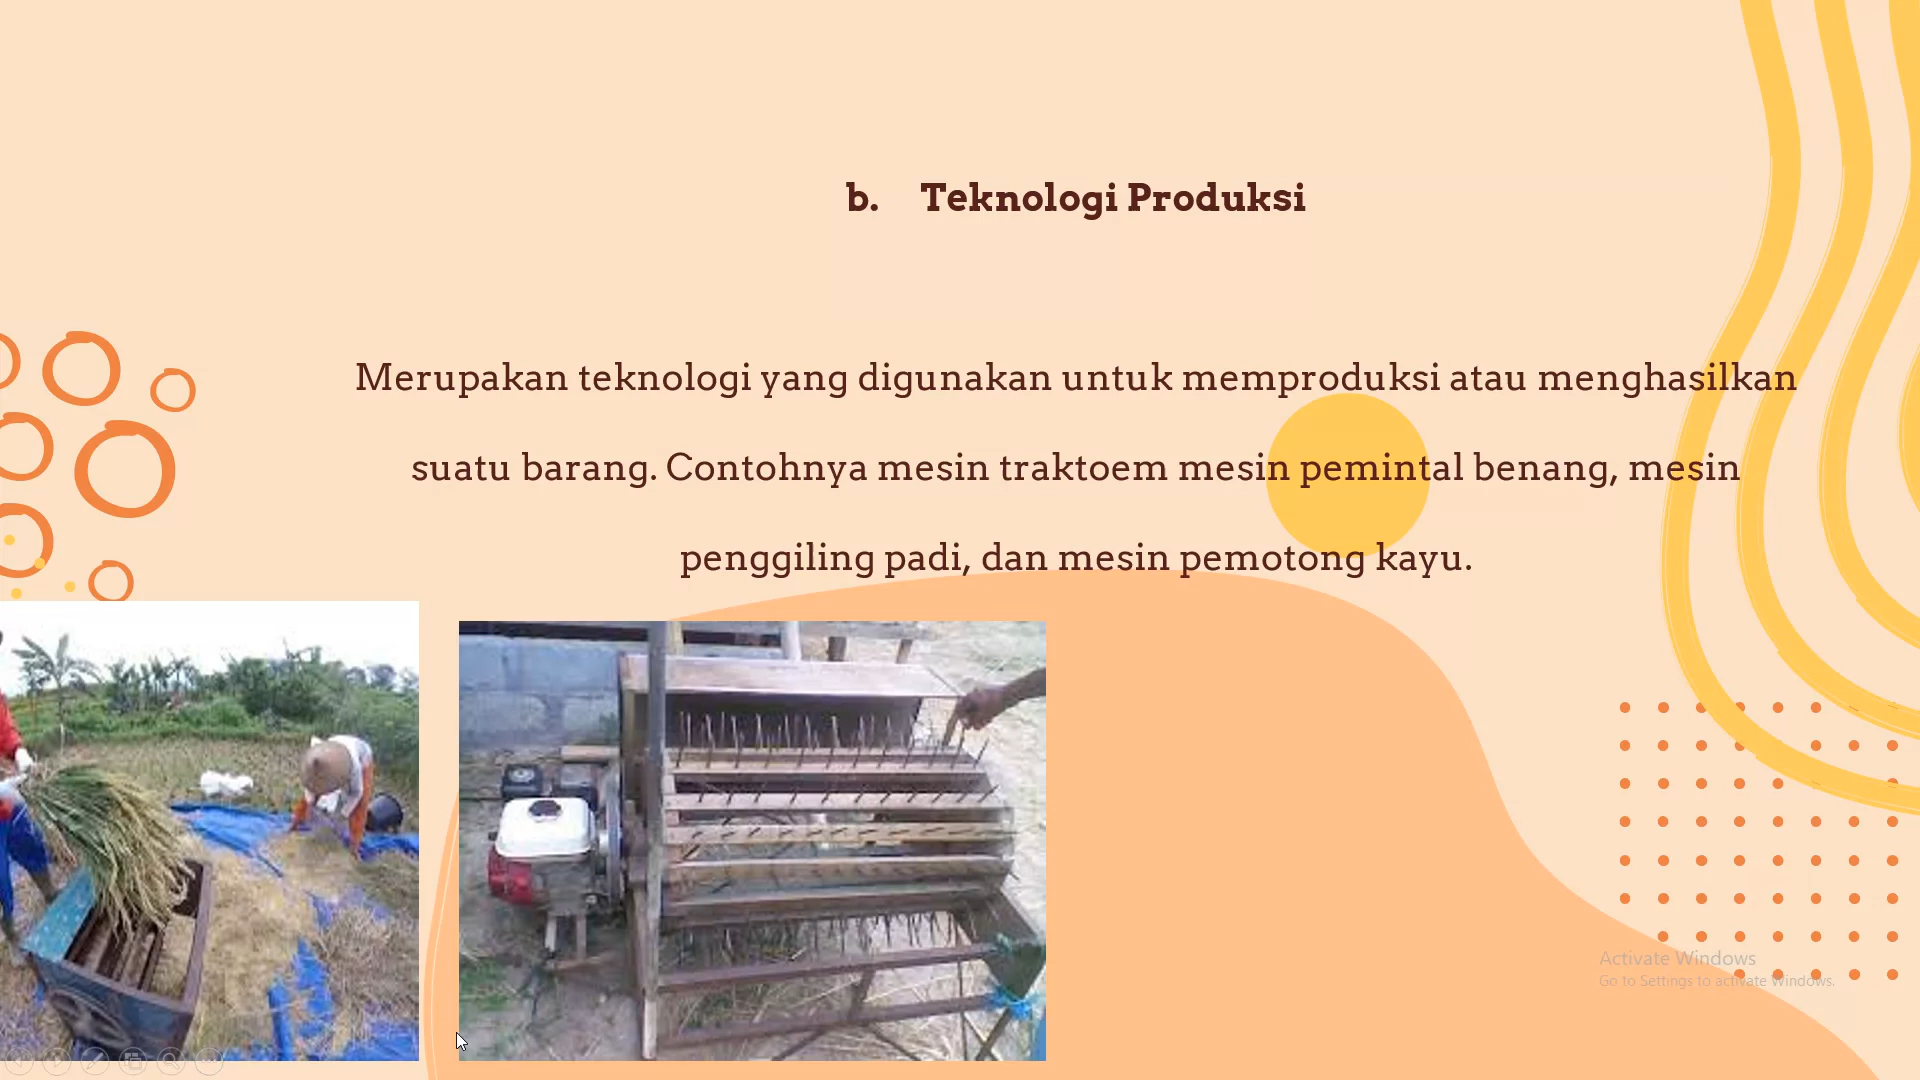 b. Teknologi Produksi
Merupakan teknologi yang digunakan untuk memproduksi atau menghasilkan
suatu barang. Contohnya mesin traktoem mesin pemintal benang, mesin
penggiling padi, dan mesin pemotong kayu.
Activate Windows
Go to Settings to activate Windows.